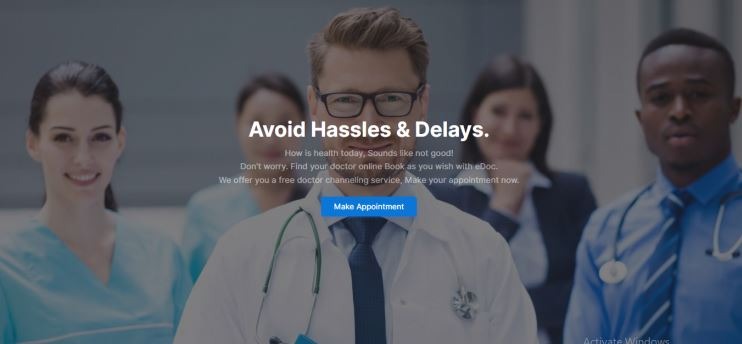 Avoid Hassles & Delays.
How is health today, Sounds like not good!
Don't worry. Find your doctor online Book as you wish with eDoc.
We offer you a free doctor channeling service, Make your appointment now.
Make Appointment
Activate Windows